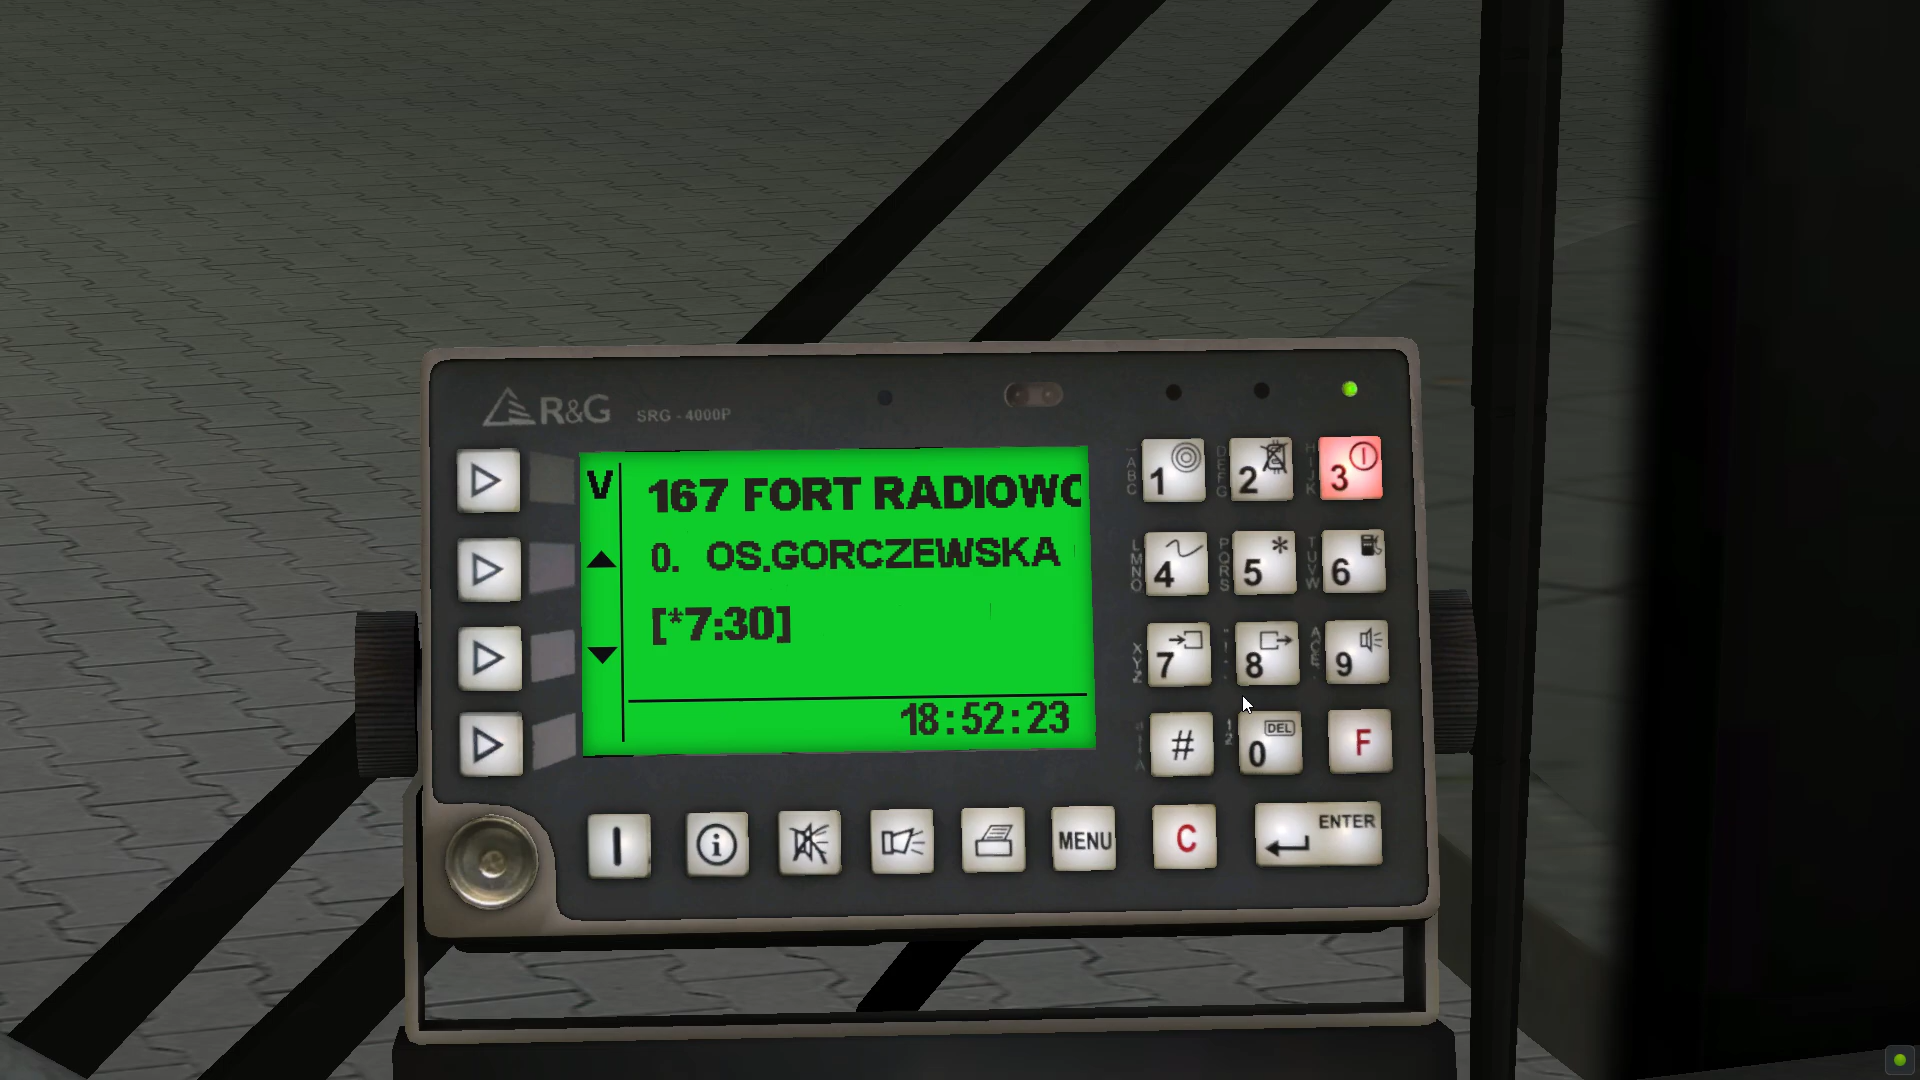 R&G SRG - 4000P
V 167 FORT RADIOWO
0. OS.GORCZEWSKA
[*7:30]
18:52:23
1 2 3
4 5 6
7 8 9
# 0 DEL F
MENU C ENTER
A B C
D E F G
H I J K
L M N O
P Q R S
T U V W
X Y Z